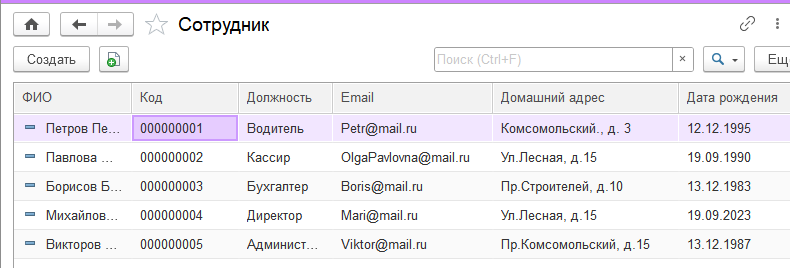 Сотрудник
Создать Поиск (Ctrl+F) × Ещ
ФИО Код Должность Email Домашний адрес Дата рождения
Петров Пе... 000000001 Водитель Petr@mail.ru Комсомольский., д. 3 12.12.1995
Павлова ... 000000002 Кассир OlgaPavlovna@mail.ru Ул.Лесная, д.15 19.09.1990
Борисов Б... 000000003 Бухгалтер Boris@mail.ru Пр.Строителей, д.10 13.12.1983
Михайлов... 000000004 Директор Mari@mail.ru Ул.Лесная, д.15 19.09.2023
Викторов ... 000000005 Админист... Viktor@mail.ru Пр.Комсомольский, д.15 13.12.1987